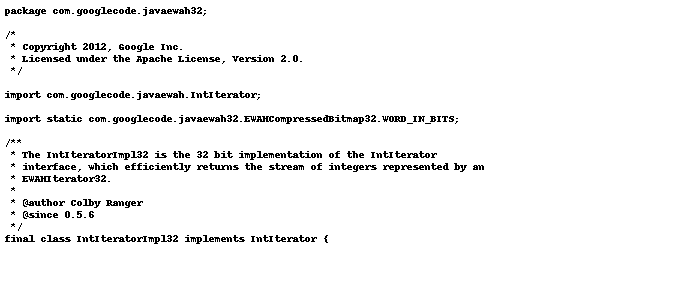 package com.googlecode.javaewah32;

/*
 * Copyright 2012, Google Inc.
 * Licensed under the Apache License, Version 2.0.
 */

import com.googlecode.javaewah.IntIterator;

import static com.googlecode.javaewah32.EWAHCompressedBitmap32.WORD_IN_BITS;

/**
 * The IntIteratorImpl32 is the 32 bit implementation of the IntIterator
 * interface, which efficiently returns the stream of integers represented by an
 * EWAHIterator32.
 *
 * @author Colby Ranger
 * @since 0.5.6
 */
final class IntIteratorImpl32 implements IntIterator {